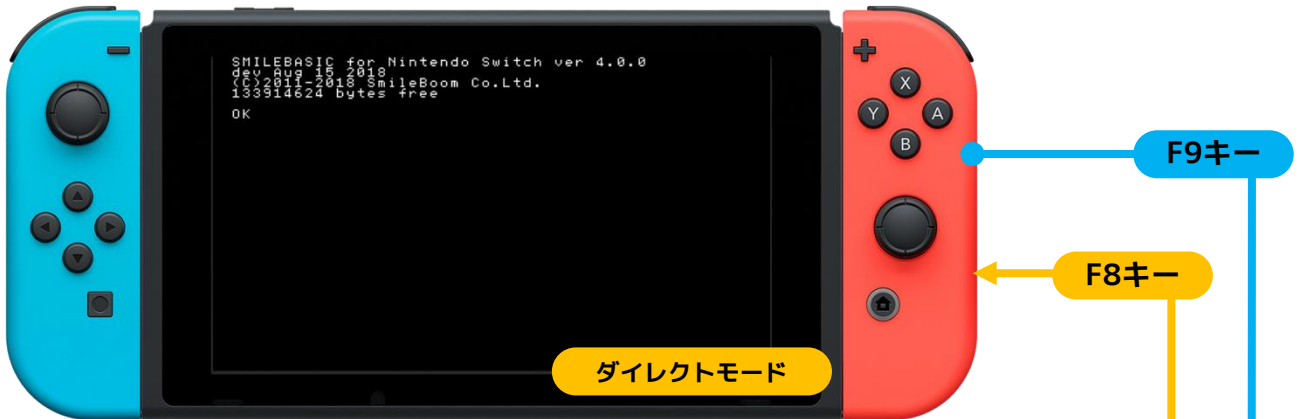 SMILEBASIC for Nintendo Switch ver 4.0.0
dev Aug 15 2018
(C)2011-2018 SmileBoom Co.Ltd.
133914624 bytes free
OK
X
Y
A
B
F9キー
F8キー
ダイレクトモード